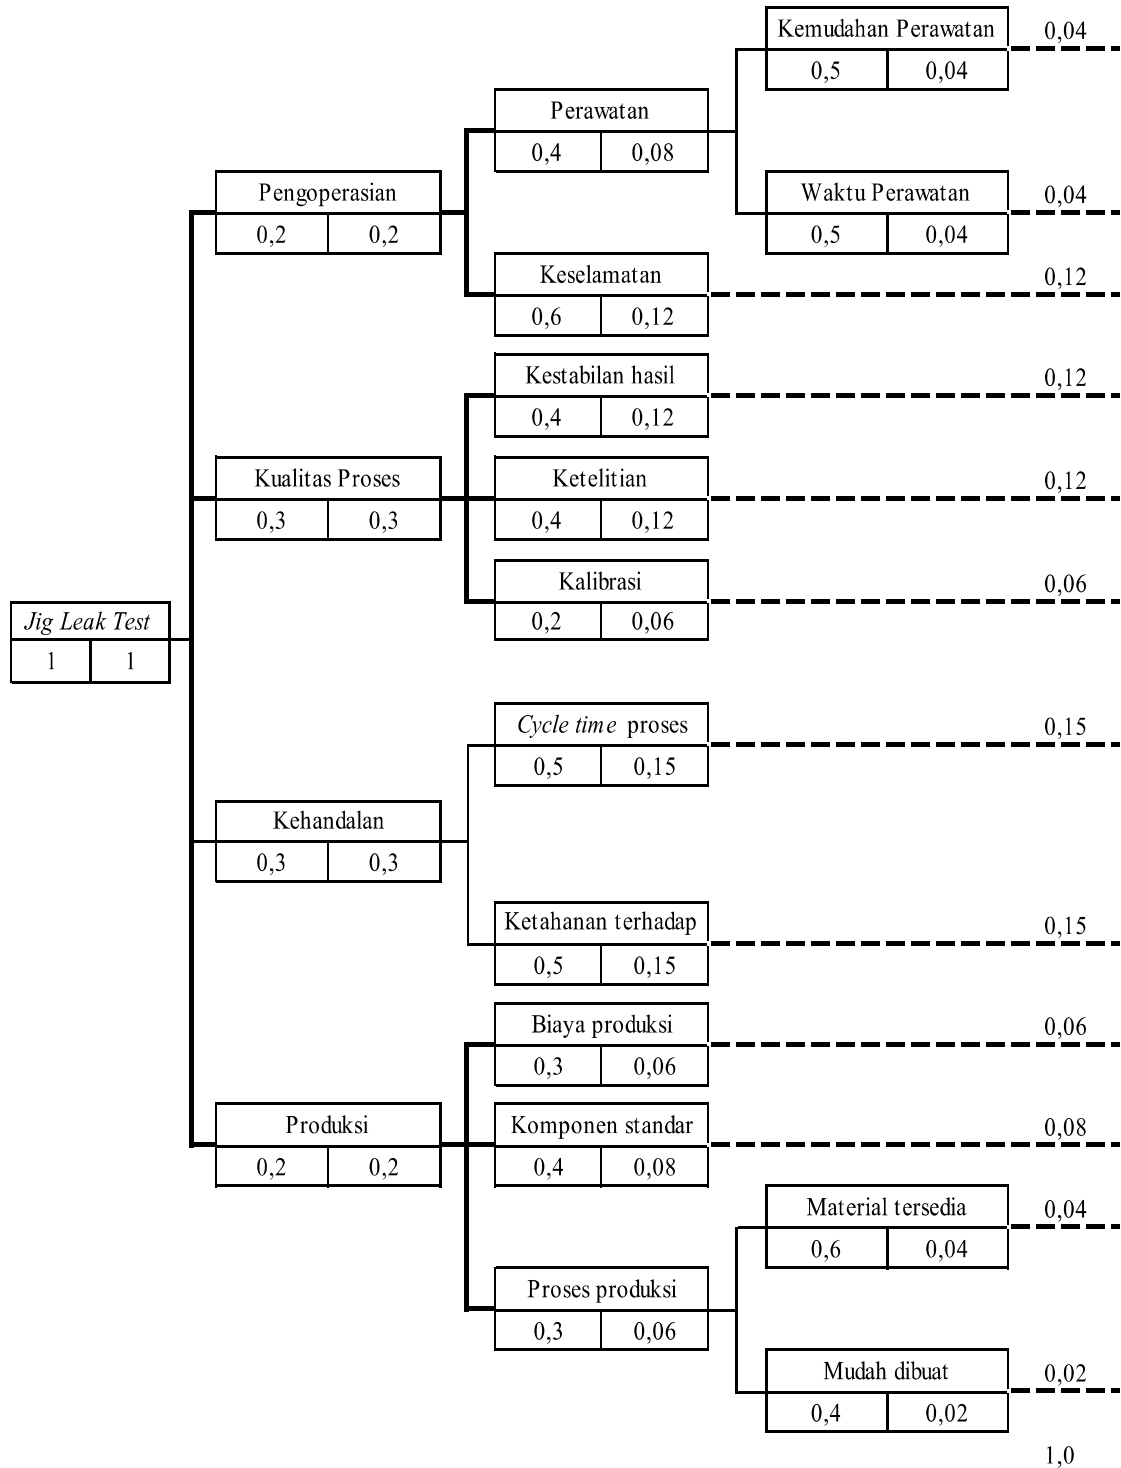 Kemudahan Perawatan
0,04
0,5 0,04
Perawatan
0,4 0,08
Pengoperasian
0,2 0,2
Waktu Perawatan
0,04
0,5 0,04
Keselamatan
0,12
0,6 0,12
Kestabilan hasil
0,12
0,4 0,12
Kualitas Proses
0,3 0,3
Ketelitian
0,12
0,4 0,12
Kalibrasi
0,06
0,2 0,06
Jig Leak Test
1 1
Cycle time proses
0,15
0,5 0,15
Kehandalan
0,3 0,3
Ketahanan terhadap
0,15
0,5 0,15
Biaya produksi
0,06
0,3 0,06
Produksi
0,2 0,2
Komponen standar
0,08
0,4 0,08
Material tersedia
0,04
0,6 0,04
Proses produksi
0,3 0,06
Mudah dibuat
0,02
0,4 0,02
1,0